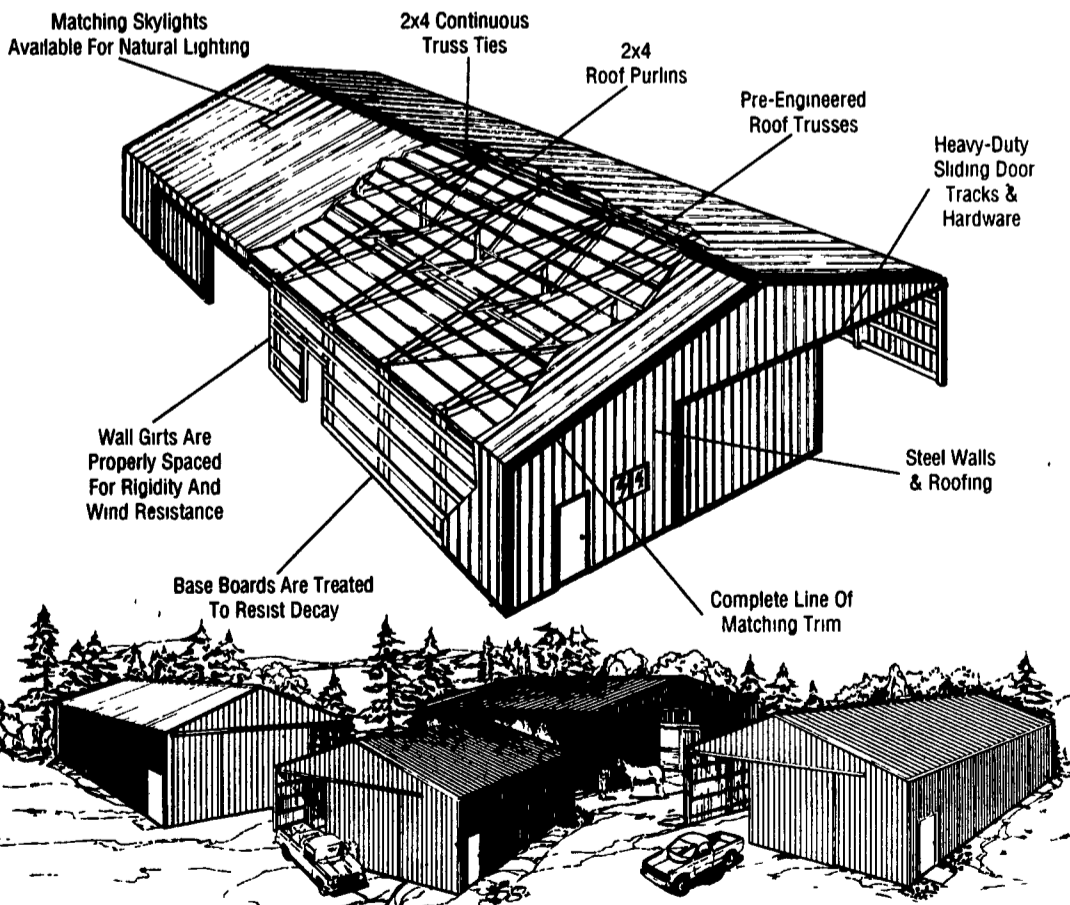 Matching Skylights
Available For Natural Lighting
2x4 Continuous
Truss Ties
2x4
Roof Purlins
Pre-Engineered
Roof Trusses
Heavy-Duty
Sliding Door
Tracks &
Hardware
Wall Girts Are
Properly Spaced
For Rigidity And
Wind Resistance
Steel Walls
& Roofing
Base Boards Are Treated
To Resist Decay
Complete Line Of
Matching Trim